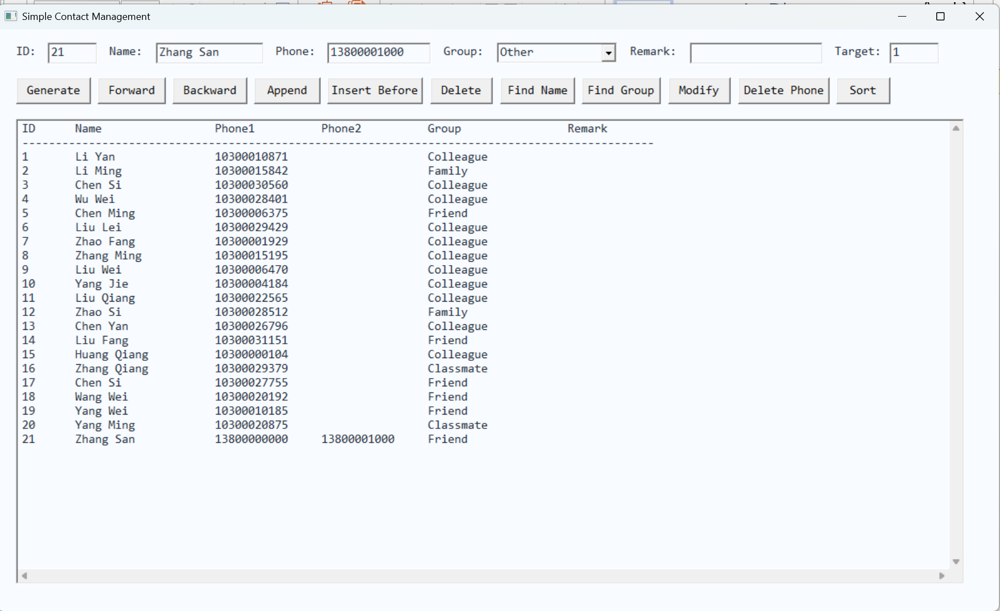 Simple Contact Management
ID: 21 Name: Zhang San Phone: 13800001000 Group: Other Remark: Target: 1
Generate Forward Backward Append Insert Before Delete Find Name Find Group Modify Delete Phone Sort
ID Name Phone1 Phone2 Group Remark
-----------------------------------------------------------------------------------------------
1 Li Yan 10300010871 Colleague
2 Li Ming 10300015842 Family
3 Chen Si 10300030560 Colleague
4 Wu Wei 10300028401 Colleague
5 Chen Ming 10300006375 Friend
6 Liu Lei 10300029429 Colleague
7 Zhao Fang 10300001929 Colleague
8 Zhang Ming 10300015195 Colleague
9 Liu Wei 10300006470 Colleague
10 Yang Jie 10300004184 Colleague
11 Liu Qiang 10300022565 Colleague
12 Zhao Si 10300028512 Family
13 Chen Yan 10300026796 Colleague
14 Liu Fang 10300031151 Friend
15 Huang Qiang 10300000104 Colleague
16 Zhang Qiang 10300029379 Classmate
17 Chen Si 10300027755 Friend
18 Wang Wei 10300020192 Friend
19 Yang Wei 10300010185 Friend
20 Yang Ming 10300020875 Classmate
21 Zhang San 13800000000 13800001000 Friend